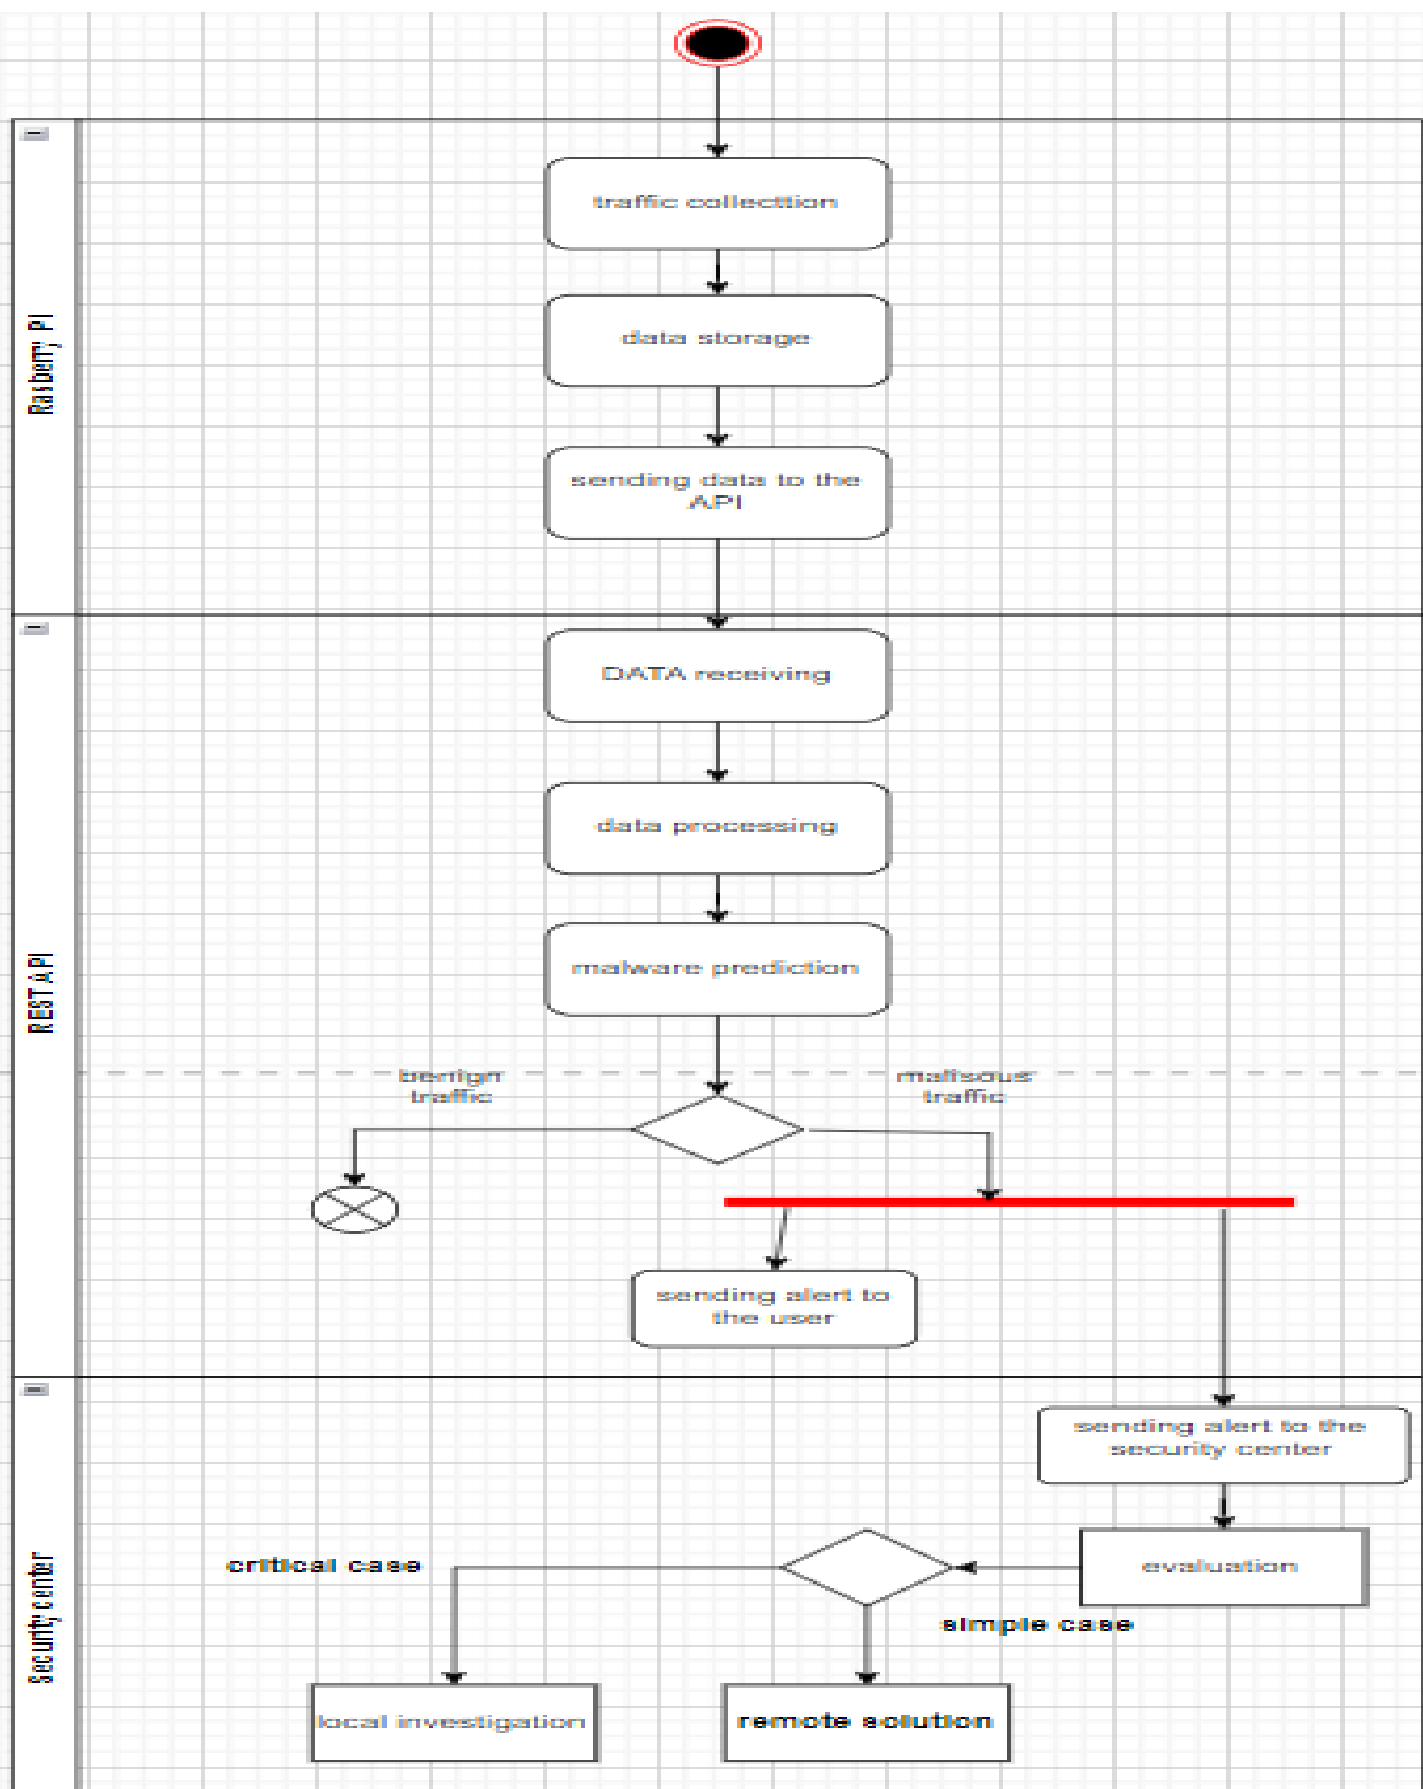 traffic collecttion
data storage
sending data to the
API
Rasberry PI
DATA receiving
data processing
malware prediction
REST API
benign
traffic
malisous
traffic
sending alert to
the user
sending alert to the
security center
evaluation
critical case
simple case
Security center
local investigation
remote solution